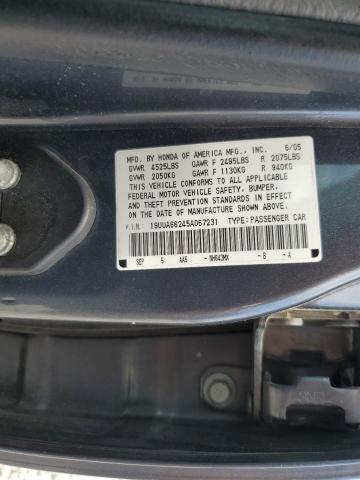 MFD. BY HONDA OF AMERICA MFG., INC. 6/05
GVWR 4525LBS GAWR F 2495LBS R 2075LBS
GVWR 2050KG GAWR F 1130KG R 940KG
THIS VEHICLE CONFORMS TO ALL APPLICABLE
FEDERAL MOTOR VEHICLE SAFETY, BUMPER,
AND THEFT PREVENTION STANDARDS IN EFFECT
ON THE DATE OF MANUFACTURE SHOWN ABOVE.
V.I.N.: 19UUA66245A067231 TYPE: PASSENGER CAR
SEP 5 AA6 - NH643MX - B - A